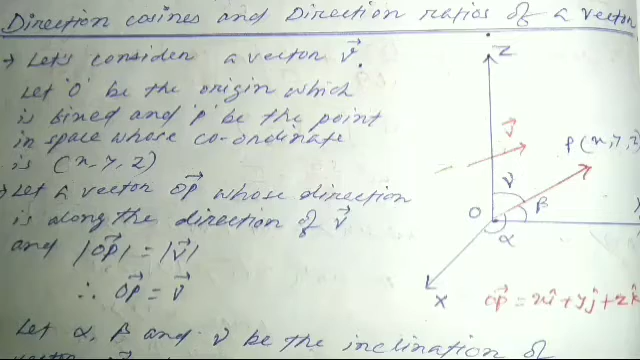 Direction cosines and Direction ratios of a vector
→ Let's consider a vector v⃗.
Let 'O' be the origin which
is bixed and 'P' be the point
in space whose co-ordinate
is (x, y, z)
→ Let a vector OP⃗ whose direction
is along the direction of v⃗
and |OP⃗| = |v⃗|
∴ OP⃗ = v⃗
Let α, β and ν be the inclination of
Z
v⃗
P(x, y, z)
ν
O
β
α
X
OP⃗ = xî + yĵ + zk̂